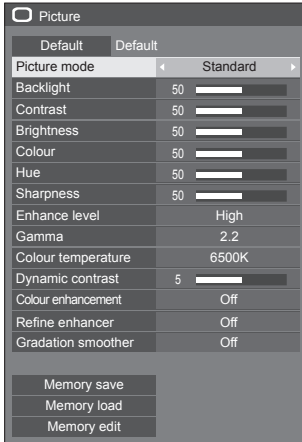 Picture
Default Default
Picture mode Standard
Backlight 50
Contrast 50
Brightness 50
Colour 50
Hue 50
Sharpness 50
Enhance level High
Gamma 2.2
Colour temperature 6500K
Dynamic contrast 5
Colour enhancement Off
Refine enhancer Off
Gradation smoother Off
Memory save
Memory load
Memory edit